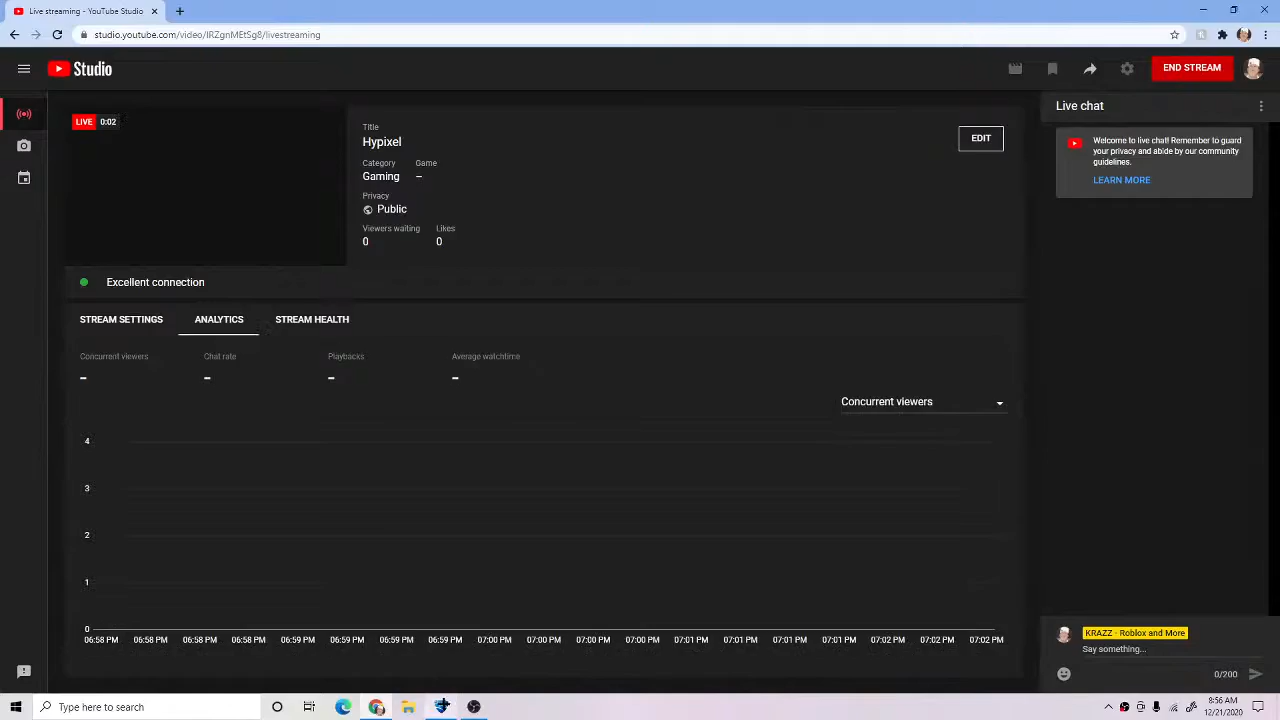 Live streaming - YouTube Studio
studio.youtube.com/video/IRZgnMEtSg8/livestreaming
Studio
END STREAM
LIVE 0:02
Title
Hypixel
EDIT
Category Game
Gaming –
Privacy
Public
Viewers waiting Likes
0 0
Excellent connection
STREAM SETTINGS ANALYTICS STREAM HEALTH
Concurrent viewers Chat rate Playbacks Average watchtime
– – – –
Concurrent viewers
4
3
2
1
0
06:58 PM 06:58 PM 06:58 PM 06:58 PM 06:59 PM 06:59 PM 06:59 PM 06:59 PM 07:00 PM 07:00 PM 07:00 PM 07:00 PM 07:01 PM 07:01 PM 07:01 PM 07:01 PM 07:02 PM 07:02 PM 07:02 PM
Live chat
Welcome to live chat! Remember to guard
your privacy and abide by our community
guidelines.
LEARN MORE
KRAZZ - Roblox and More
Say something...
0/200
Type here to search
8:56 AM
12/21/2020